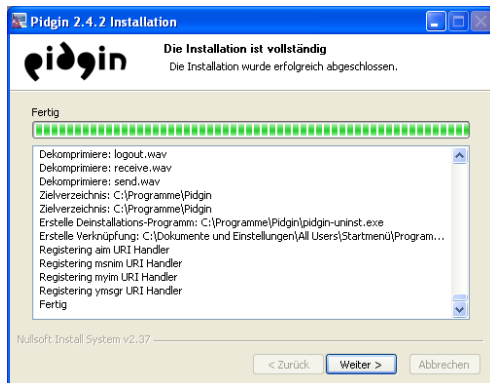 Pidgin 2.4.2 Installation
pidgin
Die Installation ist vollständig
Die Installation wurde erfolgreich abgeschlossen.
Fertig
Dekomprimiere: logout.wav
Dekomprimiere: receive.wav
Dekomprimiere: send.wav
Zielverzeichnis: C:\Programme\Pidgin
Zielverzeichnis: C:\Programme\Pidgin
Erstelle Deinstallations-Programm: C:\Programme\Pidgin\pidgin-uninst.exe
Erstelle Verknüpfung: C:\Dokumente und Einstellungen\All Users\Startmenü\Program...
Registering aim URI Handler
Registering msnim URI Handler
Registering myim URI Handler
Registering ymsgr URI Handler
Fertig
Nullsoft Install System v2.37
< Zurück Weiter > Abbrechen